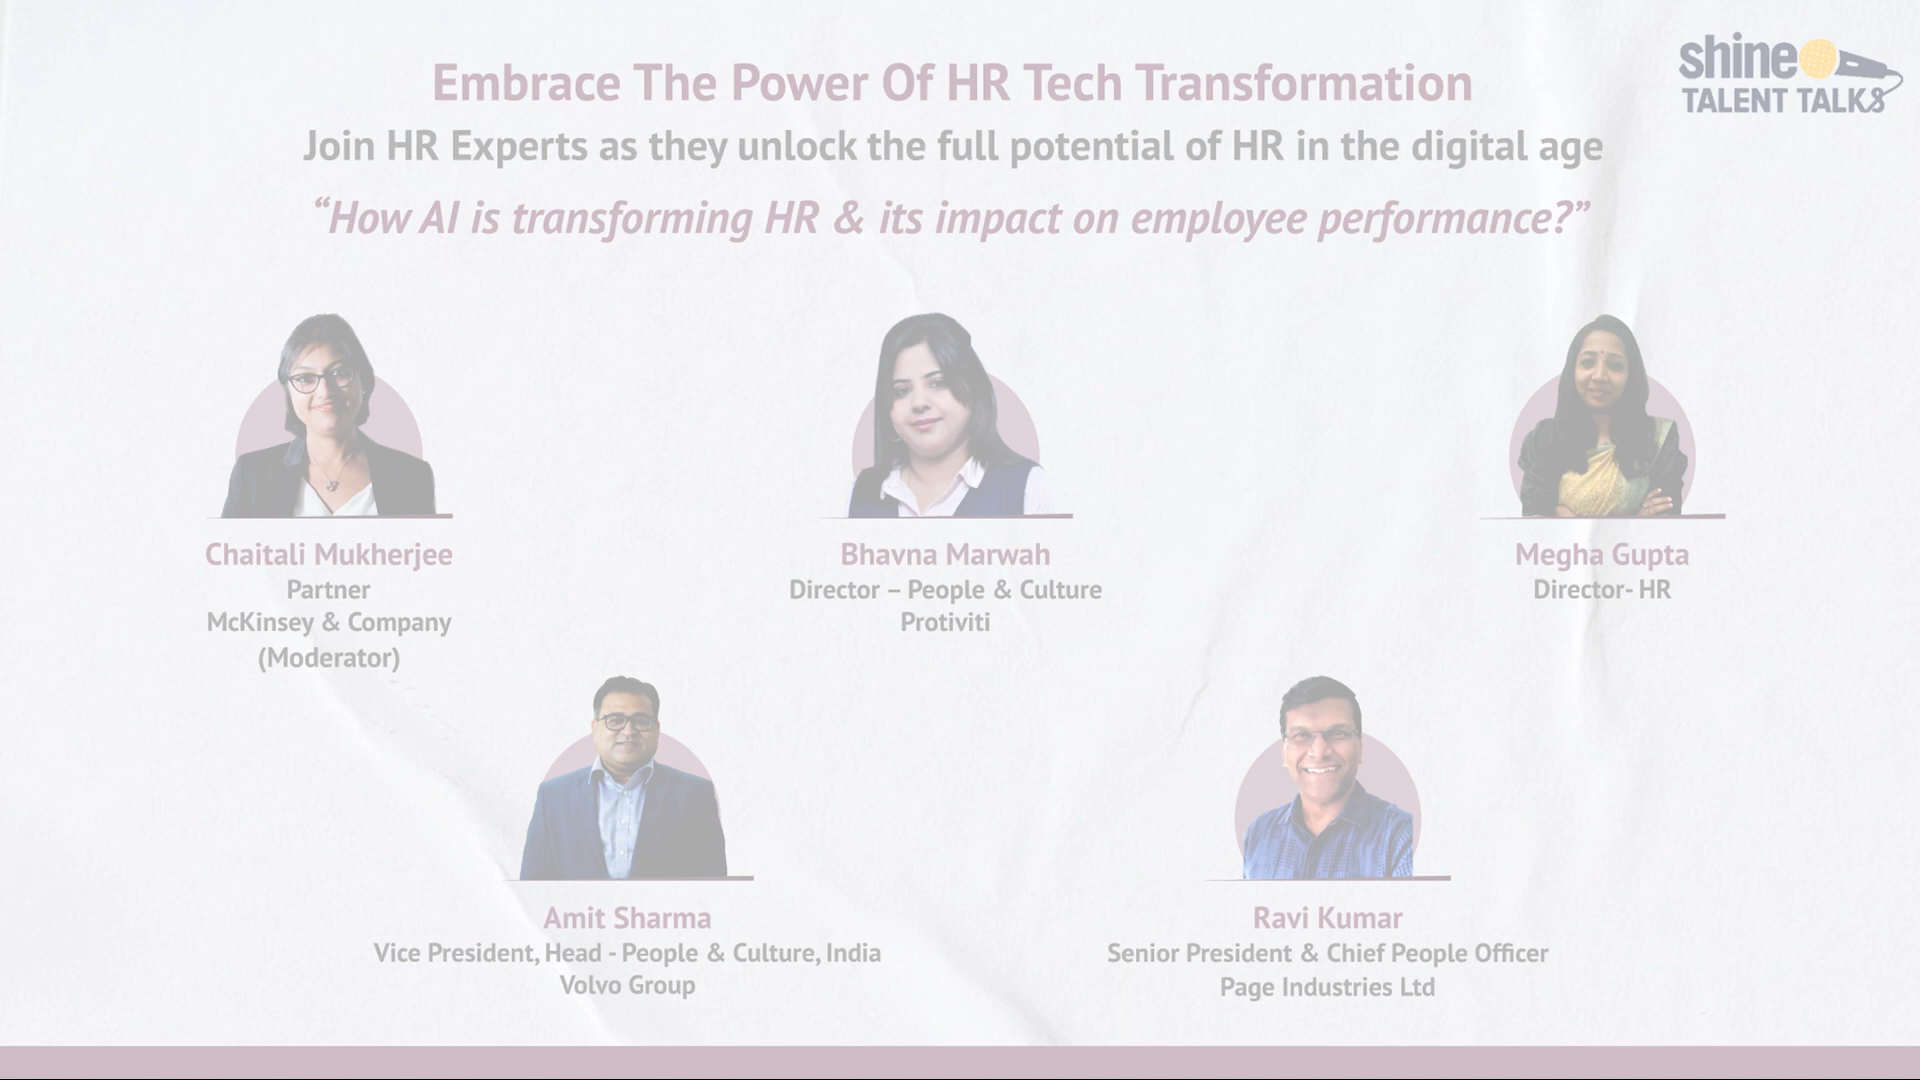 shine
TALENT TALKS
Embrace The Power Of HR Tech Transformation
Join HR Experts as they unlock the full potential of HR in the digital age
“How AI is transforming HR & its impact on employee performance?”
Chaitali Mukherjee
Partner
McKinsey & Company
(Moderator)
Bhavna Marwah
Director – People & Culture
Protiviti
Megha Gupta
Director- HR
Amit Sharma
Vice President, Head - People & Culture, India
Volvo Group
Ravi Kumar
Senior President & Chief People Officer
Page Industries Ltd